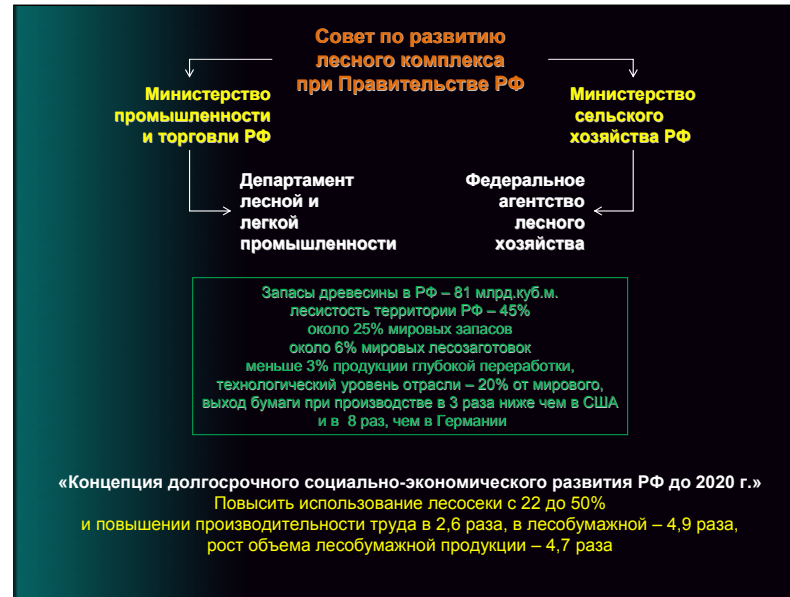 Совет по развитию
лесного комплекса
при Правительстве РФ
Министерство
промышленности
и торговли РФ
Министерство
сельского
хозяйства РФ
Департамент
лесной и
легкой
промышленности
Федеральное
агентство
лесного
хозяйства
Запасы древесины в РФ – 81 млрд.куб.м.
лесистость территории РФ – 45%
около 25% мировых запасов
около 6% мировых лесозаготовок
меньше 3% продукции глубокой переработки,
технологический уровень отрасли – 20% от мирового,
выход бумаги при производстве в 3 раза ниже чем в США
и в 8 раз, чем в Германии
«Концепция долгосрочного социально-экономического развития РФ до 2020 г.»
Повысить использование лесосеки с 22 до 50%
и повышении производительности труда в 2,6 раза, в лесобумажной – 4,9 раза,
рост объема лесобумажной продукции – 4,7 раза